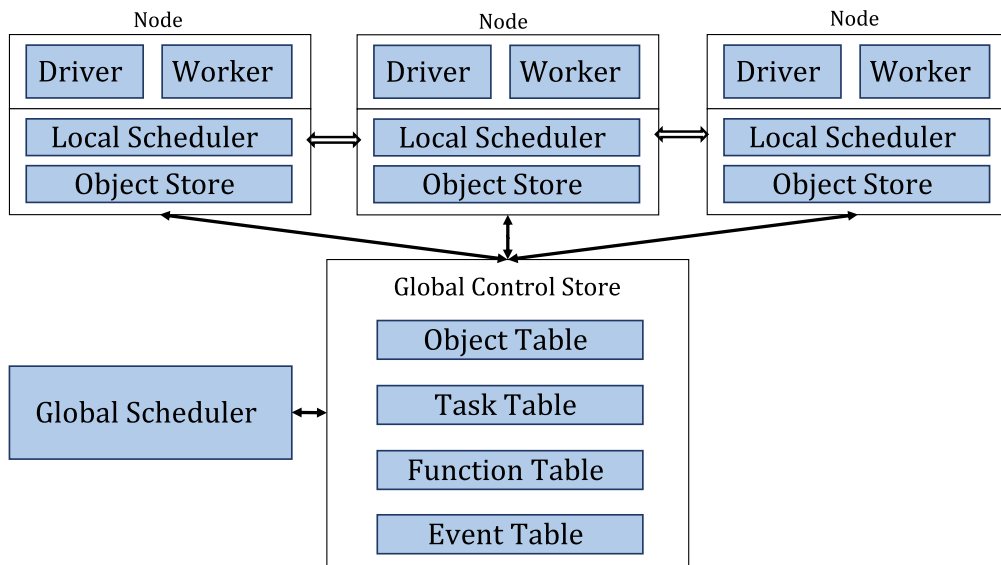 Node
Node
Node
Driver
Worker
Driver
Worker
Driver
Worker
Local Scheduler
Local Scheduler
Local Scheduler
Object Store
Object Store
Object Store
Global Control Store
Object Table
Task Table
Global Scheduler
Function Table
Event Table